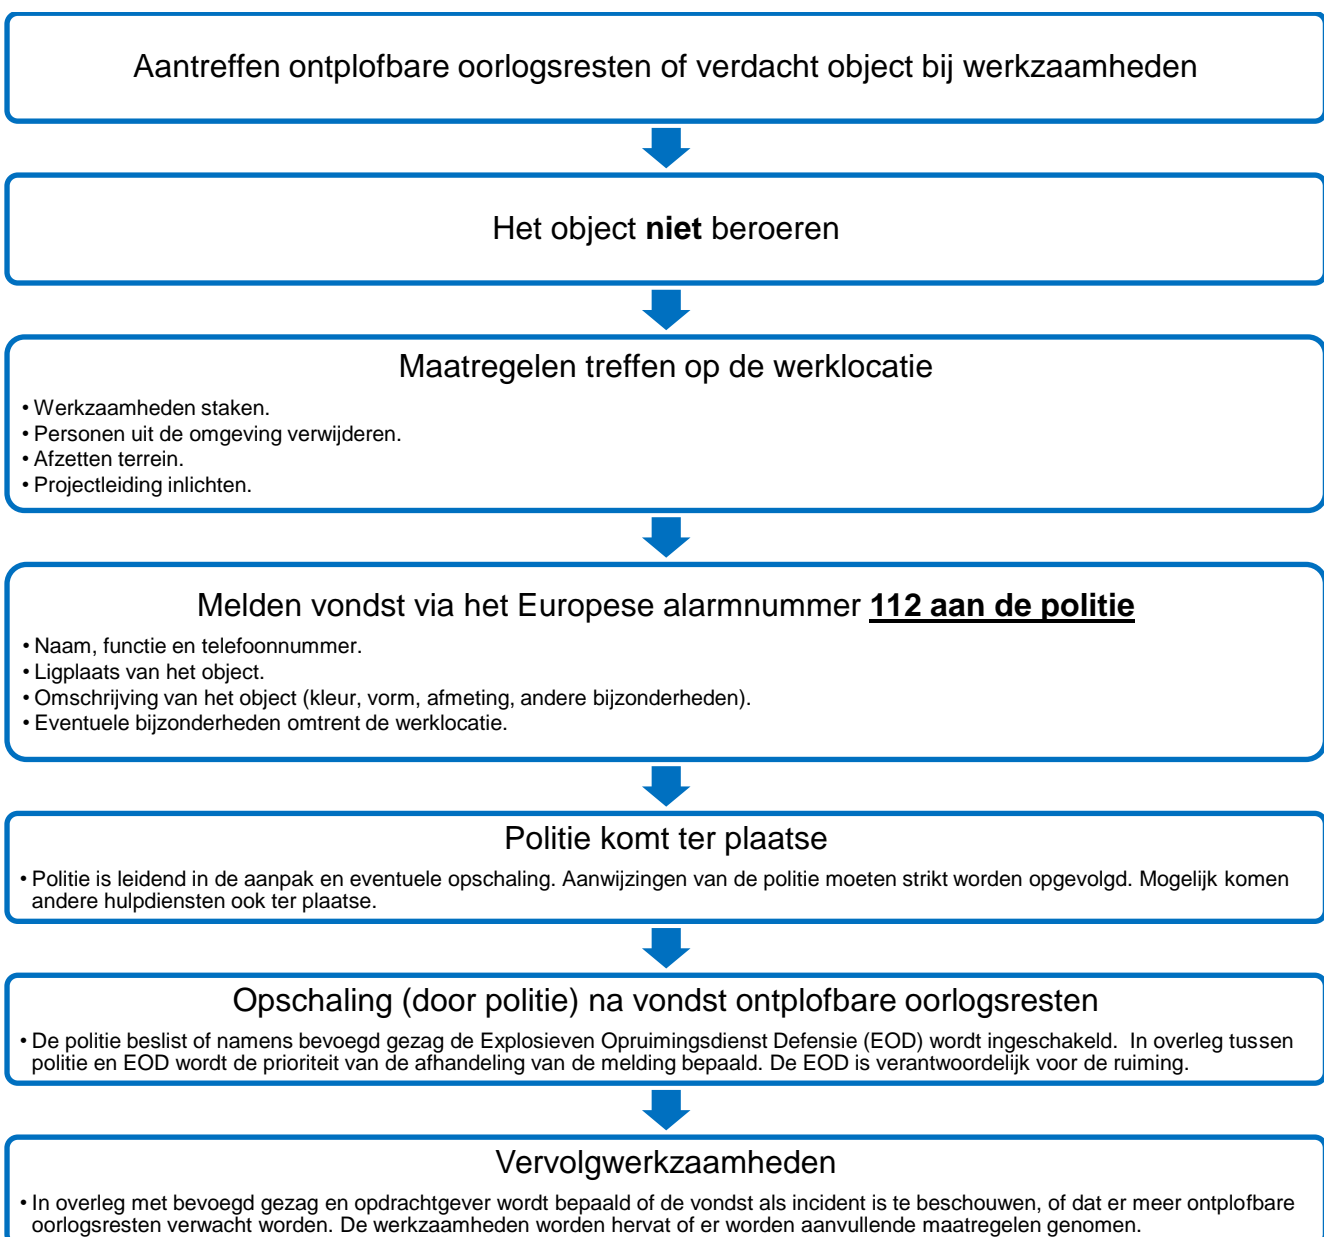 Aantreffen ontplofbare oorlogsresten of verdacht object bij werkzaamheden
Het object niet beroeren
Maatregelen treffen op de werklocatie
• Werkzaamheden staken.
• Personen uit de omgeving verwijderen.
• Afzetten terrein.
• Projectleiding inlichten.
Melden vondst via het Europese alarmnummer 112 aan de politie
• Naam, functie en telefoonnummer.
• Ligplaats van het object.
• Omschrijving van het object (kleur, vorm, afmeting, andere bijzonderheden).
• Eventuele bijzonderheden omtrent de werklocatie.
Politie komt ter plaatse
• Politie is leidend in de aanpak en eventuele opschaling. Aanwijzingen van de politie moeten strikt worden opgevolgd. Mogelijk komen
andere hulpdiensten ook ter plaatse.
Opschaling (door politie) na vondst ontplofbare oorlogsresten
• De politie beslist of namens bevoegd gezag de Explosieven Opruimingsdienst Defensie (EOD) wordt ingeschakeld. In overleg tussen
politie en EOD wordt de prioriteit van de afhandeling van de melding bepaald. De EOD is verantwoordelijk voor de ruiming.
Vervolgwerkzaamheden
• In overleg met bevoegd gezag en opdrachtgever wordt bepaald of de vondst als incident is te beschouwen, of dat er meer ontplofbare
oorlogsresten verwacht worden. De werkzaamheden worden hervat of er worden aanvullende maatregelen genomen.